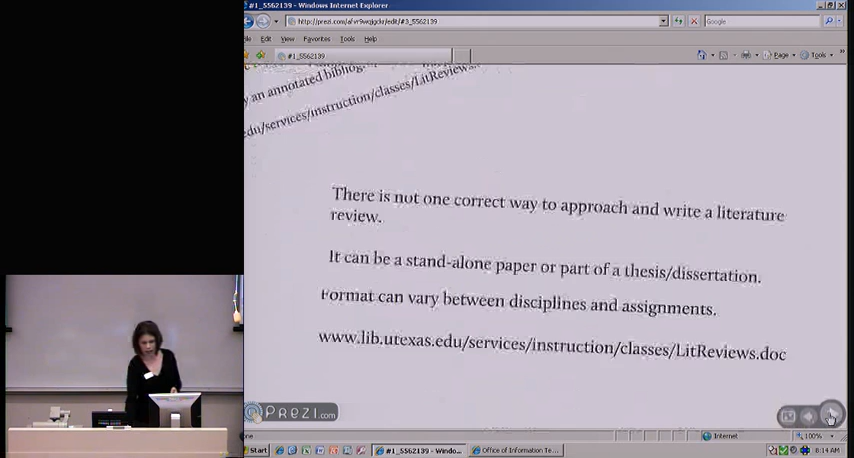 #1_5562139 - Windows Internet Explorer
http://prezi.com/afvr9wxjgckr/edit/#3_5562139
Google
Edit View Favorites Tools Help
#1_5562139
Page Tools
y an annotated bibliog
edu/services/instruction/classes/LitReviews.
There is not one correct way to approach and write a literature
review.
It can be a stand-alone paper or part of a thesis/dissertation.
Format can vary between disciplines and assignments.
www.lib.utexas.edu/services/instruction/classes/LitReviews.doc
PREZI.com
Internet
100%
Start
#1_5562139 - Windo...
Office of Information Te...
8:14 AM